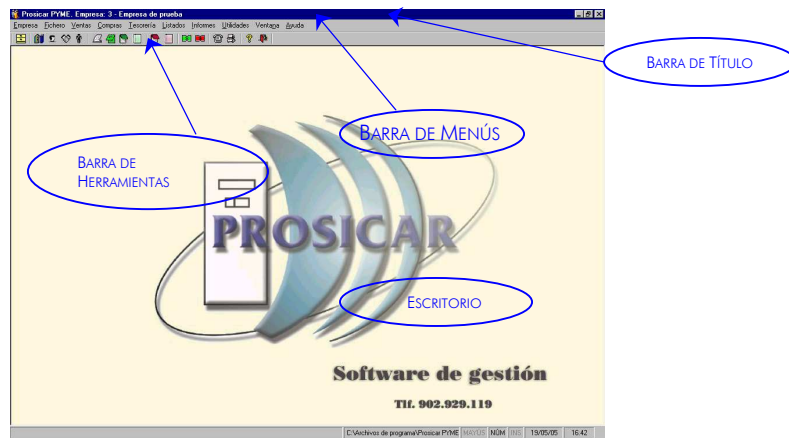 Prosicar PYME. Empresa: 3 - Empresa de prueba
Empresa Fichero Ventas Compras Tesorería Listados Informes Utilidades Ventana Ayuda
BARRA DE TÍTULO
BARRA DE MENÚS
BARRA DE
HERRAMIENTAS
PROSICAR
ESCRITORIO
Software de gestión
Tlf. 902.929.119
C:\Archivos de programa\Prosicar PYME MAYÚS NÚM INS 19/05/05 16:42